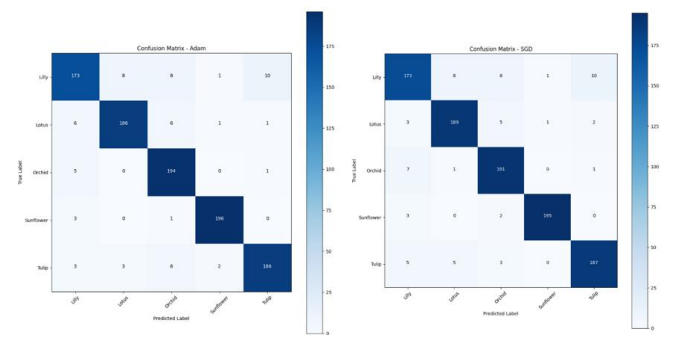 Confusion Matrix - Adam
True Label
Lilly 173 8 8 1 10
Lotus 6 186 6 1 1
Orchid 5 0 194 0 1
Sunflower 3 0 1 196 0
Tulip 3 3 6 2 186
Lilly Lotus Orchid Sunflower Tulip
Predicted Label
175
150
125
100
75
50
25
0
Confusion Matrix - SGD
True Label
Lilly 173 8 8 1 10
Lotus 3 189 5 1 2
Orchid 7 1 191 0 1
Sunflower 3 0 2 195 0
Tulip 5 5 3 0 187
Lilly Lotus Orchid Sunflower Tulip
Predicted Label
175
150
125
100
75
50
25
0